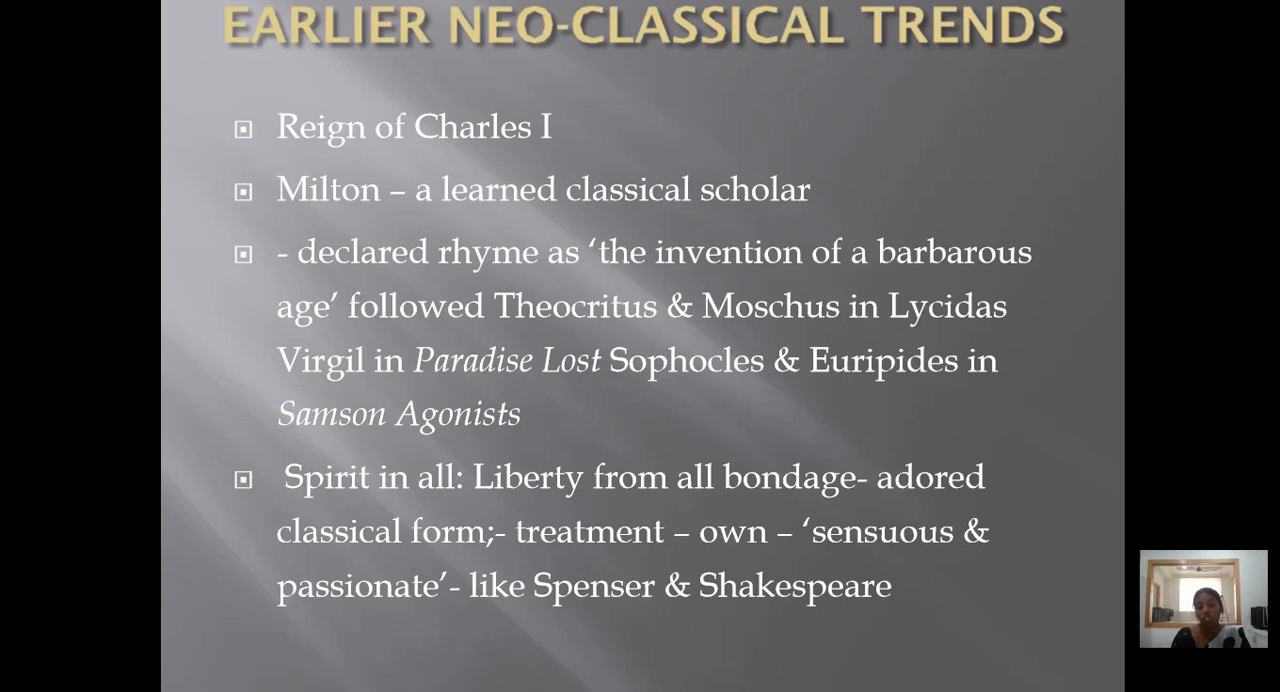 EARLIER NEO-CLASSICAL TRENDS
Reign of Charles I
Milton – a learned classical scholar
- declared rhyme as ‘the invention of a barbarous
age’ followed Theocritus & Moschus in Lycidas
Virgil in Paradise Lost Sophocles & Euripides in
Samson Agonists
Spirit in all: Liberty from all bondage- adored
classical form;- treatment – own – ‘sensuous &
passionate’- like Spenser & Shakespeare